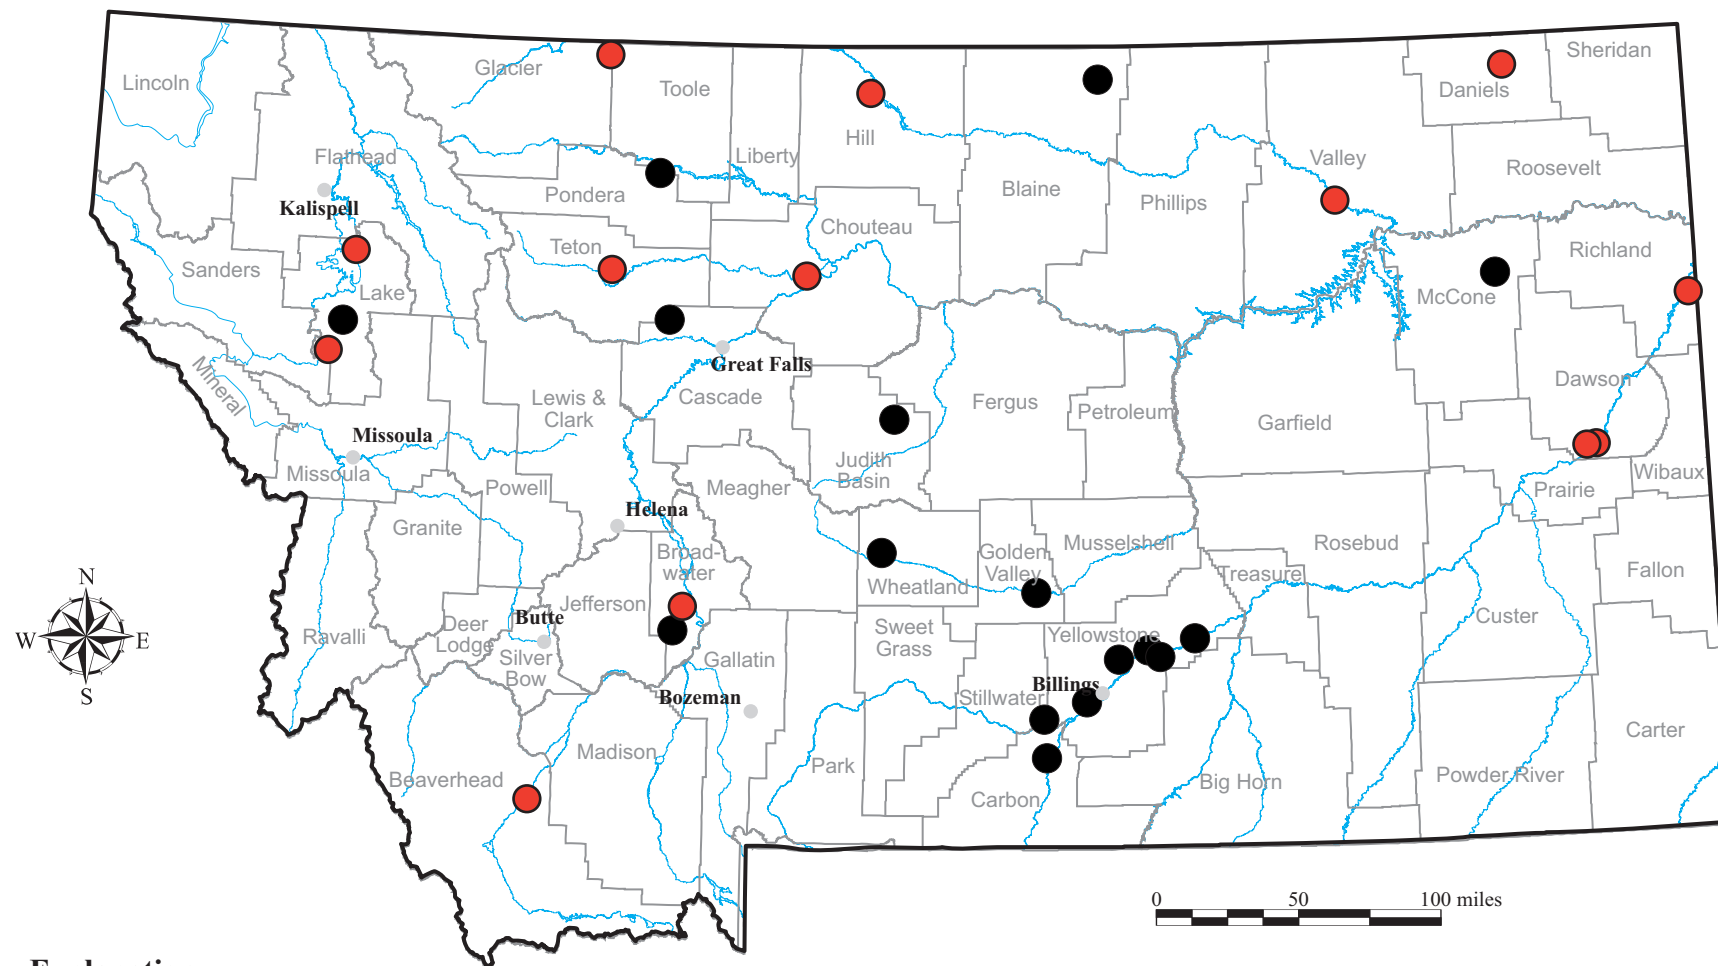 Sheridan
Glacier
Lincoln
Toole
Daniels
Hill
Flathead
Liberty
Valley
Roosevelt
Pondera
Blaine
Phillips
Kalispell
Chouteau
Teton
Richland
Sanders
Lake
McCone
Great Falls
Mineral
Dawson
Lewis &
Clark
Cascade
Fergus
Petroleum
Garfield
Missoula
Missoula
Judith
Basin
Wibaux
Powell
Meagher
Prairie
Helena
Granite
Broad-
water
Golden
Valley
Musselshell
Rosebud
Treasure
Fallon
N
Wheatland
Jefferson
Butte
Custer
W
E
Ravalli
Deer
Lodge
Sweet
Grass
Yellowstone
Silver
Bow
Gallatin
S
Billings
Bozeman
Stillwater
Carter
Madison
Park
Beaverhead
Powder River
Big Horn
Carbon
0
50
100 miles